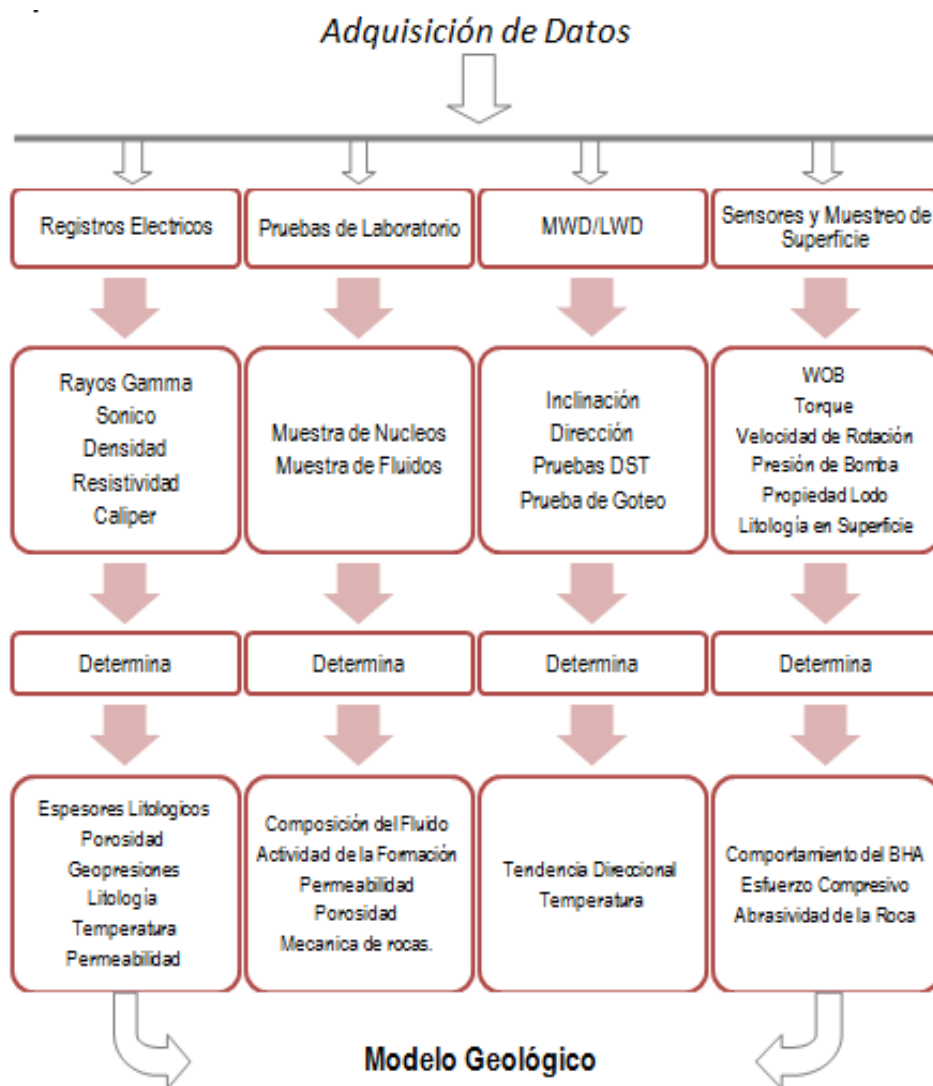 Adquisición de Datos
Registros Electricos
Pruebas de Laboratorio
MWD/LWD
Sensores y Muestreo de
Superficie
Rayos Gamma
Sonico
Densidad
Resistividad
Caliper
Muestra de Nucleos
Muestra de Fluidos
Inclinación
Dirección
Pruebas DST
Prueba de Goteo
WOB
Torque
Velocidad de Rotación
Presión de Bomba
Propiedad Lodo
Litología en Superficie
Determina
Determina
Determina
Determina
Espesores Litologicos
Porosidad
Geopresiones
Litología
Temperatura
Permeabilidad
Composición del Fluido
Actividad de la Formación
Permeabilidad
Porosidad
Mecanica de rocas.
Tendencia Direccional
Temperatura
Comportamiento del BHA
Esfuerzo Compresivo
Abrasividad de la Roca
Modelo Geológico